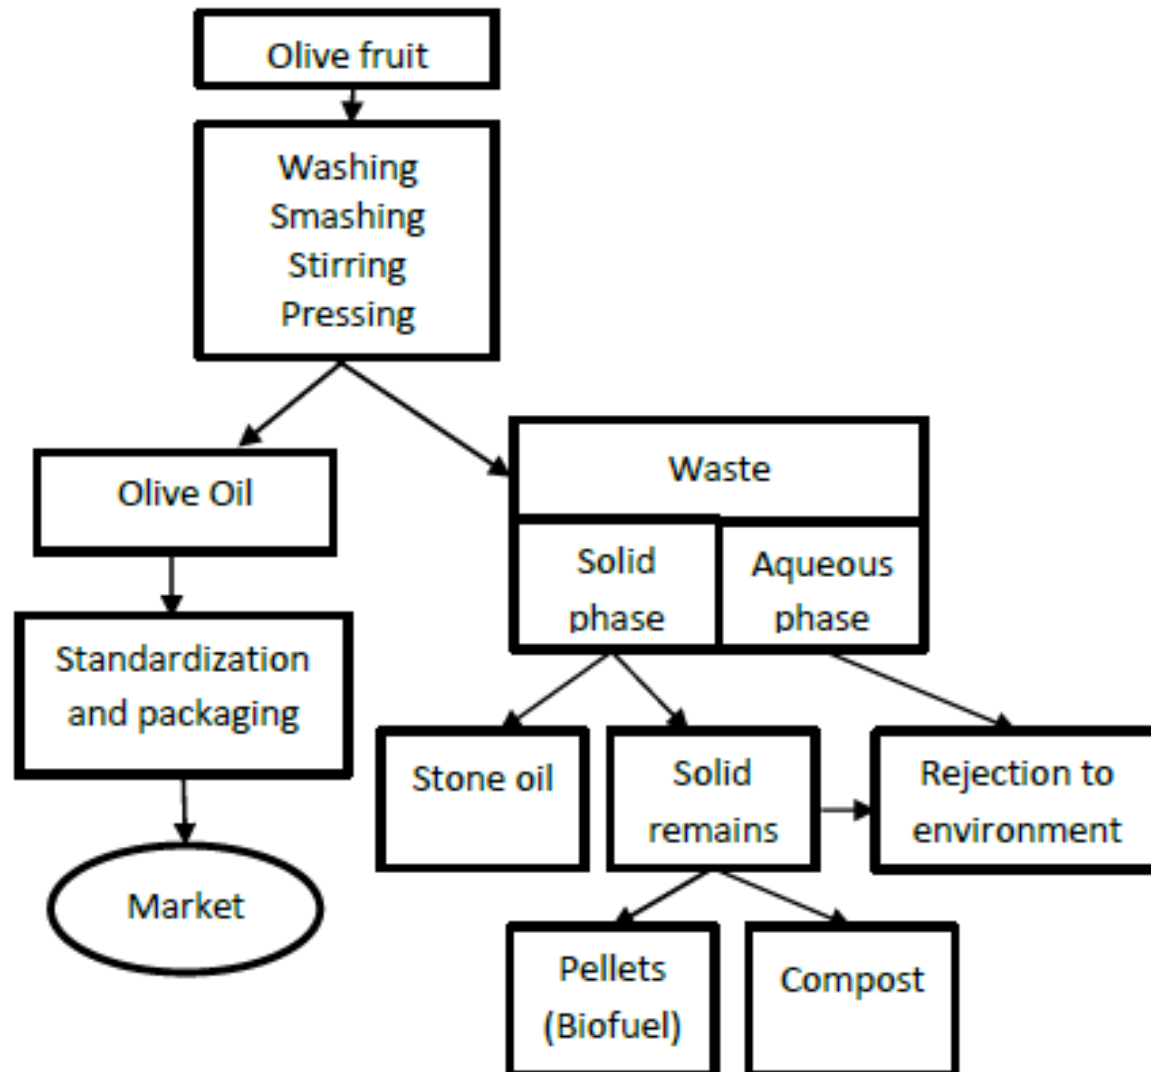 Olive fruit
Washing
Smashing
Stirring
Pressing
Olive Oil
Waste
Solid
phase
Aqueous
phase
Standardization
and packaging
Stone oil
Solid
remains
Rejection to
environment
Market
Pellets
(Biofuel)
Compost